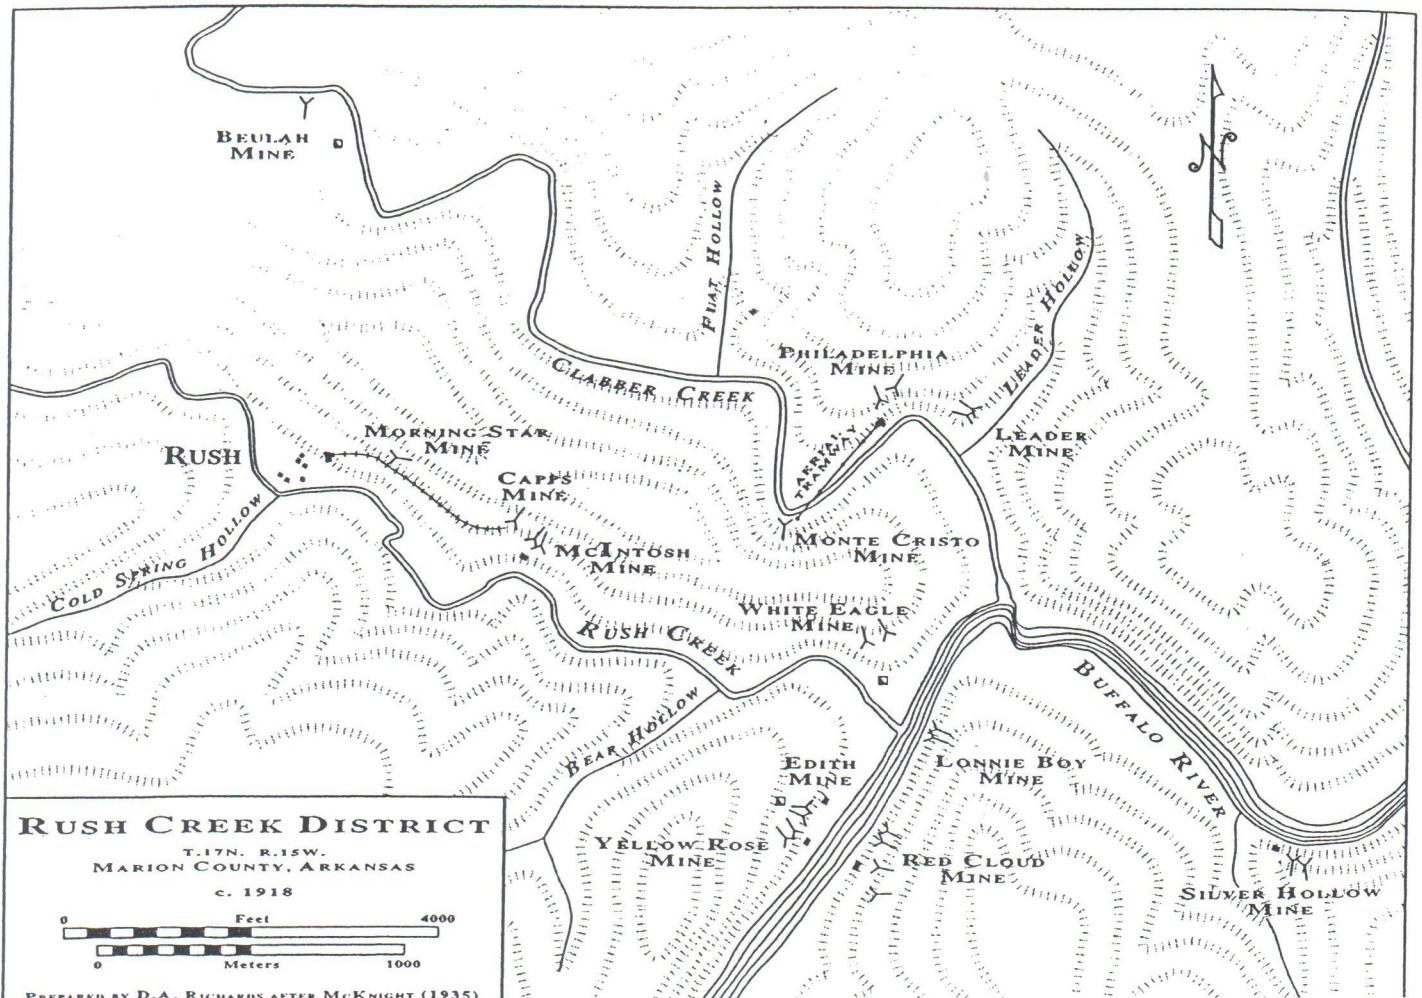 BEULAH
MINE
FLAT HOLLOW
LEADER HOLLOW
N
PHILADELPHIA
MINE
CLABBER CREEK
AERIAL
TRAMWAY
LEADER
MINE
MORNING STAR
MINE
RUSH
CAPPS
MINE
COLD SPRING HOLLOW
MCINTOSH
MINE
MONTE CRISTO
MINE
WHITE EAGLE
MINE
RUSH CREEK
BEAR HOLLOW
BUFFALO RIVER
EDITH
MINE
LONNIE BOY
MINE
YELLOW ROSE
MINE
RED CLOUD
MINE
SILVER HOLLOW
MINE
RUSH CREEK DISTRICT
T.17N. R.15W.
MARION COUNTY, ARKANSAS
c. 1918
0 Feet 4000
0 Meters 1000
PREPARED BY D.A. RICHARDS AFTER MCKNIGHT (1935)